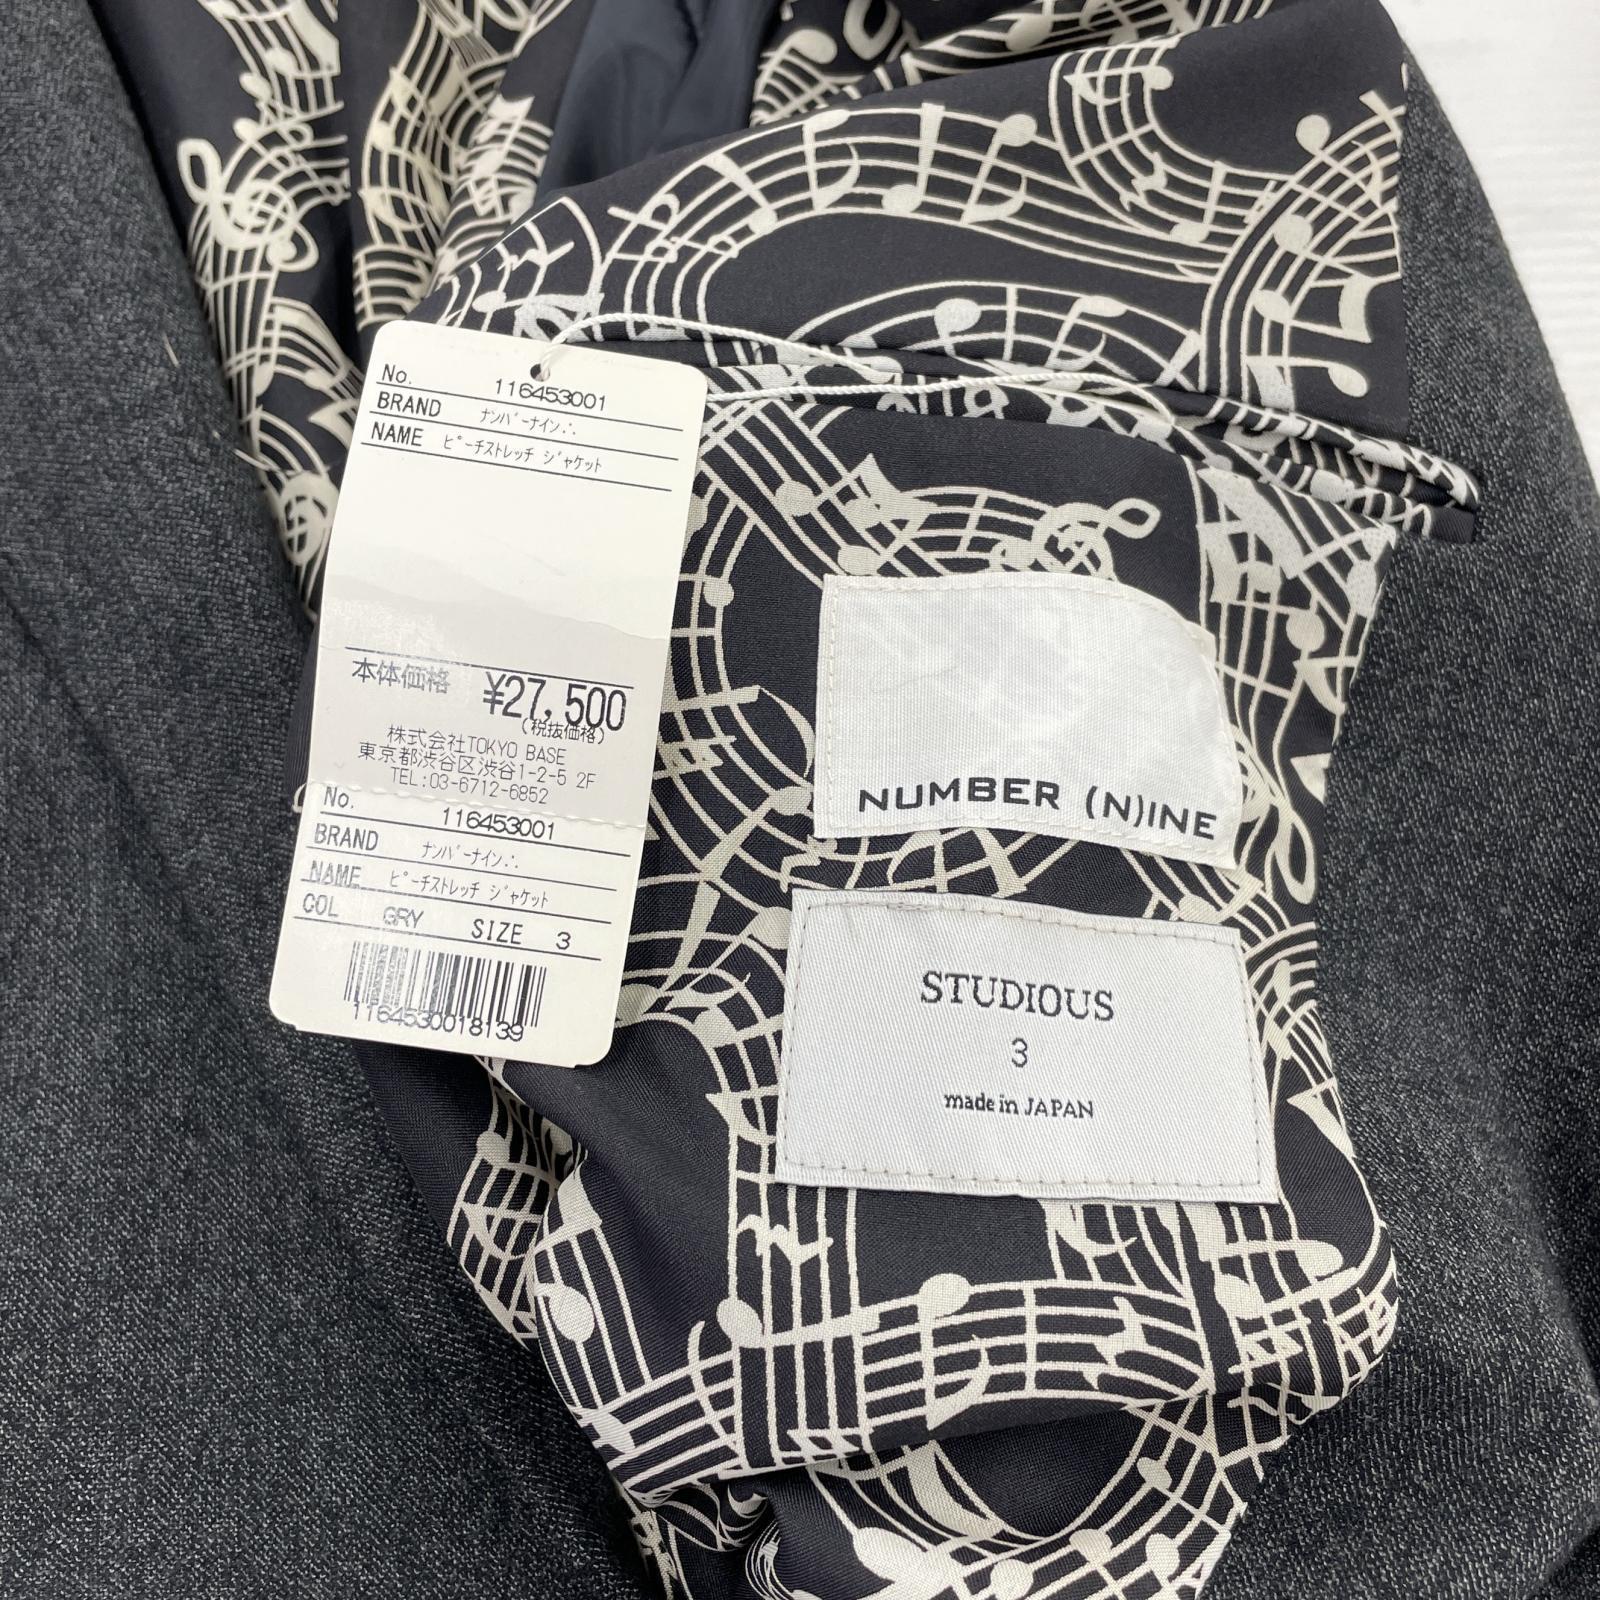 No. 116453001
BRAND ﾅﾝﾊﾞｰﾅｲﾝ∴
NAME ﾋﾟｰﾁｽﾄﾚｯﾁ ｼﾞｬｹｯﾄ
本体価格 ¥27,500
(税抜価格)
株式会社TOKYO BASE
東京都渋谷区渋谷1-2-5 2F
TEL:03-6712-6852
No. 116453001
BRAND ﾅﾝﾊﾞｰﾅｲﾝ∴
NAME ﾋﾟｰﾁｽﾄﾚｯﾁ ｼﾞｬｹｯﾄ
COL GRY SIZE 3
1164530018139
NUMBER (N)INE
STUDIOUS
3
made in JAPAN